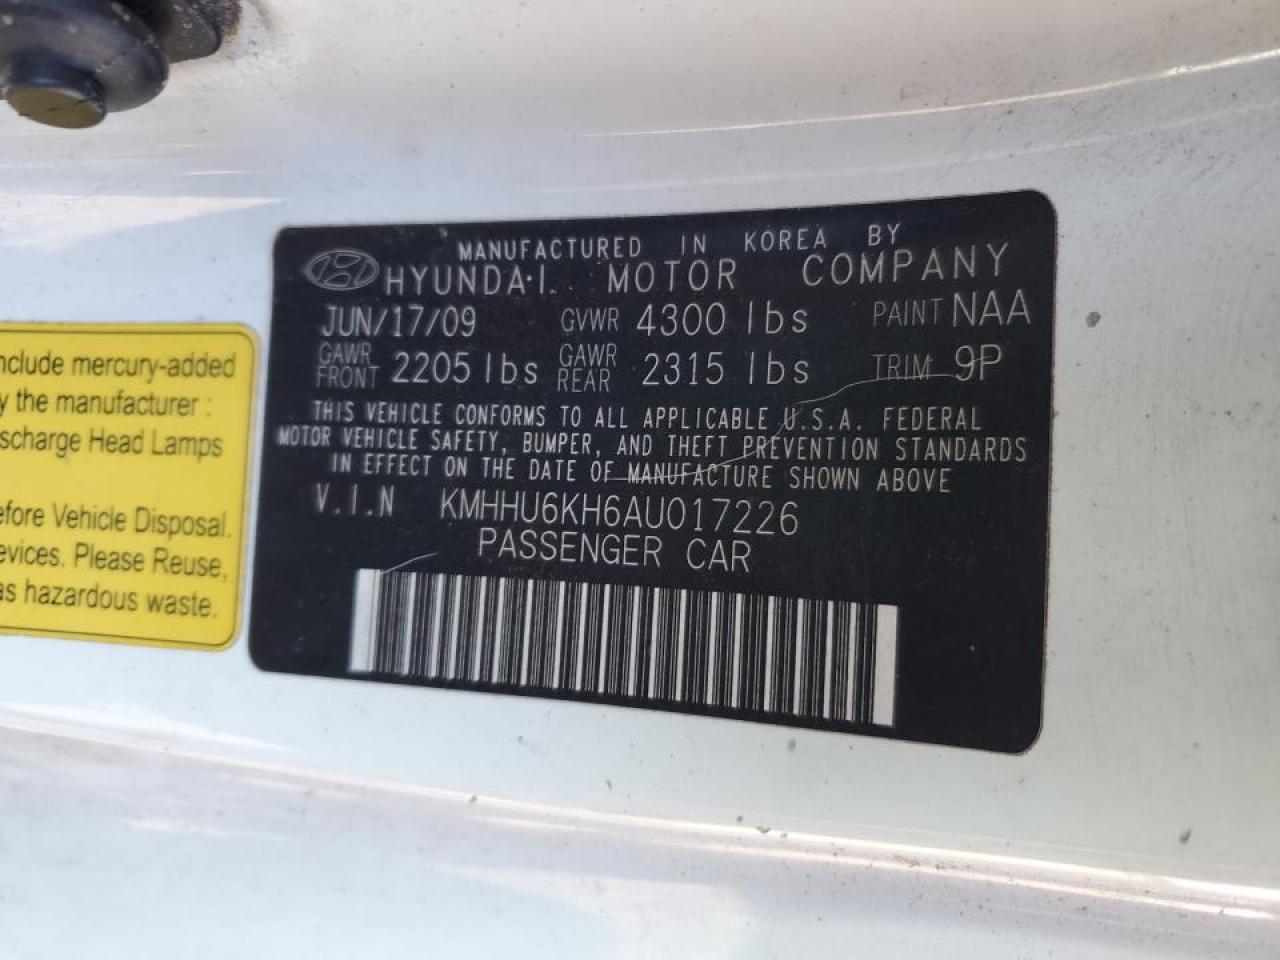 MANUFACTURED IN KOREA BY
HYUNDAI MOTOR COMPANY
JUN/17/09 GVWR 4300 lbs PAINT NAA
GAWR FRONT 2205 lbs GAWR REAR 2315 lbs TRIM 9P
THIS VEHICLE CONFORMS TO ALL APPLICABLE U.S.A. FEDERAL
MOTOR VEHICLE SAFETY, BUMPER, AND THEFT PREVENTION STANDARDS
IN EFFECT ON THE DATE OF MANUFACTURE SHOWN ABOVE
V.I.N KMHHU6KH6AU017226
PASSENGER CAR
nclude mercury-added
y the manufacturer :
scharge Head Lamps
efore Vehicle Disposal.
evices. Please Reuse,
as hazardous waste.